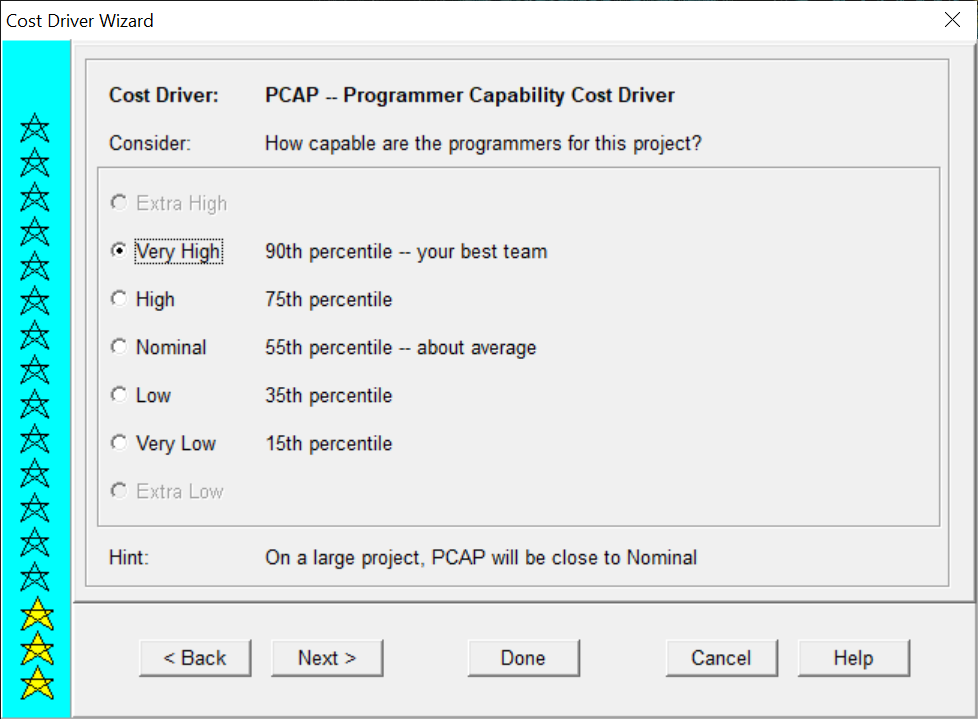 Cost Driver Wizard
Cost Driver: PCAP -- Programmer Capability Cost Driver
Consider: How capable are the programmers for this project?
Extra High
Very High 90th percentile -- your best team
High 75th percentile
Nominal 55th percentile -- about average
Low 35th percentile
Very Low 15th percentile
Extra Low
Hint: On a large project, PCAP will be close to Nominal
< Back Next > Done Cancel Help